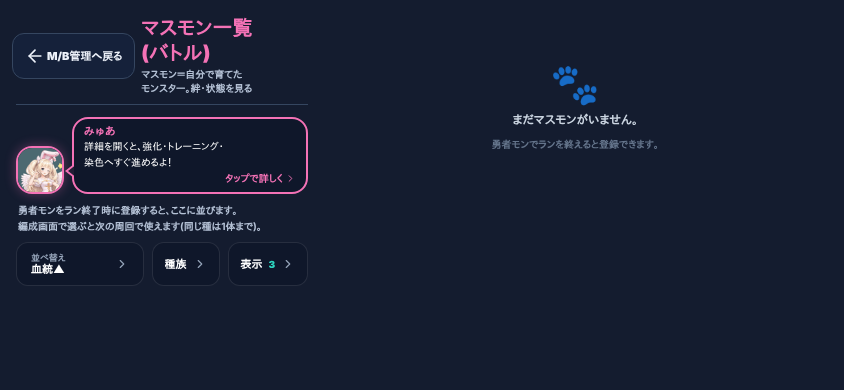 M/B管理へ戻る
マスモン一覧
(バトル)
マスモン＝自分で育てた
モンスター。絆・状態を見る
みゅあ
詳細を開くと、強化・トレーニング・
染色へすぐ進めるよ！
タップで詳しく
勇者モンをラン終了時に登録すると、ここに並びます。
編成画面で選ぶと次の周回で使えます(同じ種は1体まで)。
並べ替え
血統▲
種族
表示 3
まだマスモンがいません。
勇者モンでランを終えると登録できます。